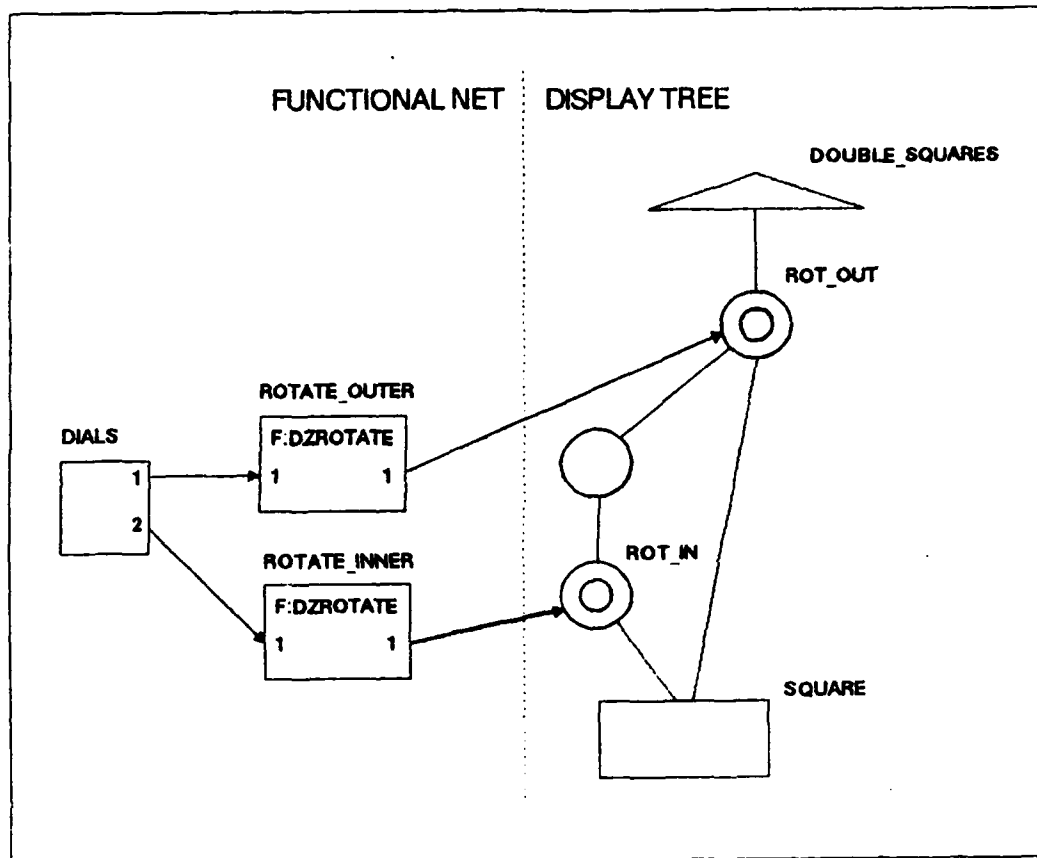 FUNCTIONAL NET
DISPLAY TREE
DOUBLE_SQUARES
ROT_OUT
ROTATE_OUTER
F:DZROTATE
1 1
DIALS
1
2
ROTATE_INNER
F:DZROTATE
1 1
ROT_IN
SQUARE